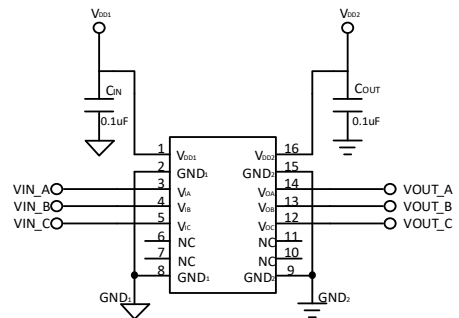 VDD1 VDD2
CIN COUT
0.1uF 0.1uF
1 VDD1 VDD2 16
2 GND1 GND2 15
VIN_A 3 VIA VOA 14 VOUT_A
VIN_B 4 VIB VOB 13 VOUT_B
VIN_C 5 VIC VOC 12 VOUT_C
6 NC NC 11
7 NC NC 10
8 GND1 GND2 9
GND1 GND2